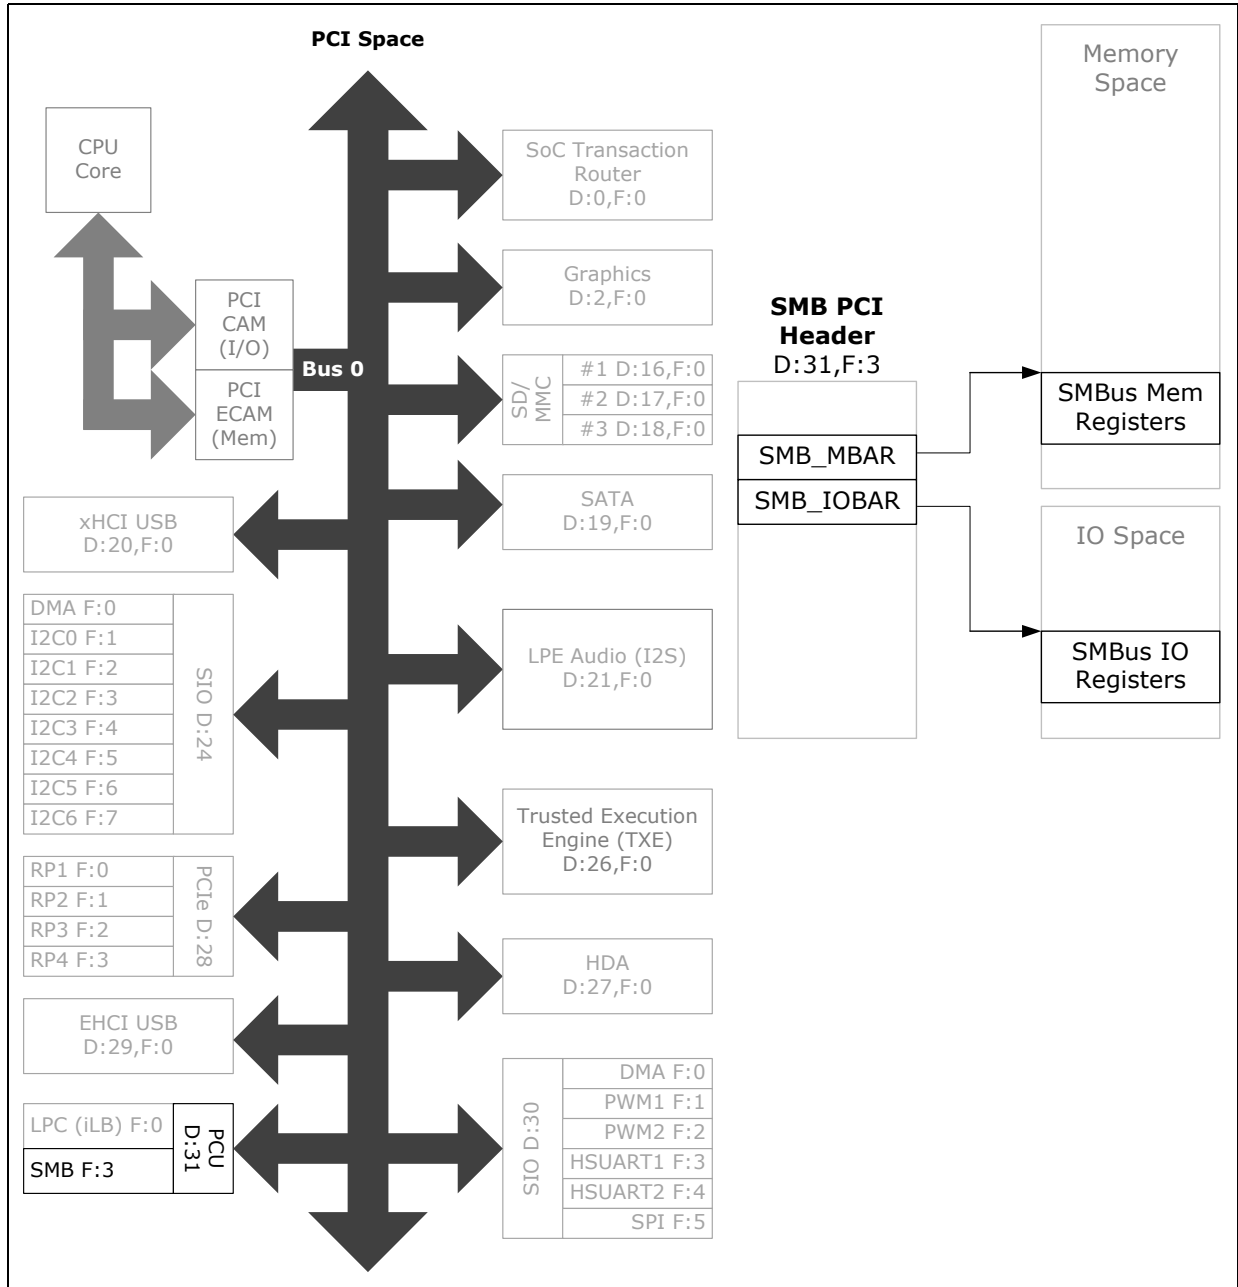 PCI Space
CPU
Core
PCI
CAM
(I/O)
PCI
ECAM
(Mem)
Bus 0
SoC Transaction
Router
D:0,F:0
Graphics
D:2,F:0
SD/
MMC
#1 D:16,F:0
#2 D:17,F:0
#3 D:18,F:0
SATA
D:19,F:0
xHCI USB
D:20,F:0
DMA F:0
I2C0 F:1
I2C1 F:2
I2C2 F:3
I2C3 F:4
I2C4 F:5
I2C5 F:6
I2C6 F:7
SIO D:24
LPE Audio (I2S)
D:21,F:0
Trusted Execution
Engine (TXE)
D:26,F:0
RP1 F:0
RP2 F:1
RP3 F:2
RP4 F:3
PCIe D:28
HDA
D:27,F:0
EHCI USB
D:29,F:0
LPC (iLB) F:0
SMB F:3
PCU
D:31
SIO D:30
DMA F:0
PWM1 F:1
PWM2 F:2
HSUART1 F:3
HSUART2 F:4
SPI F:5
SMB PCI
Header
D:31,F:3
SMB_MBAR
SMB_IOBAR
Memory
Space
SMBus Mem
Registers
IO Space
SMBus IO
Registers